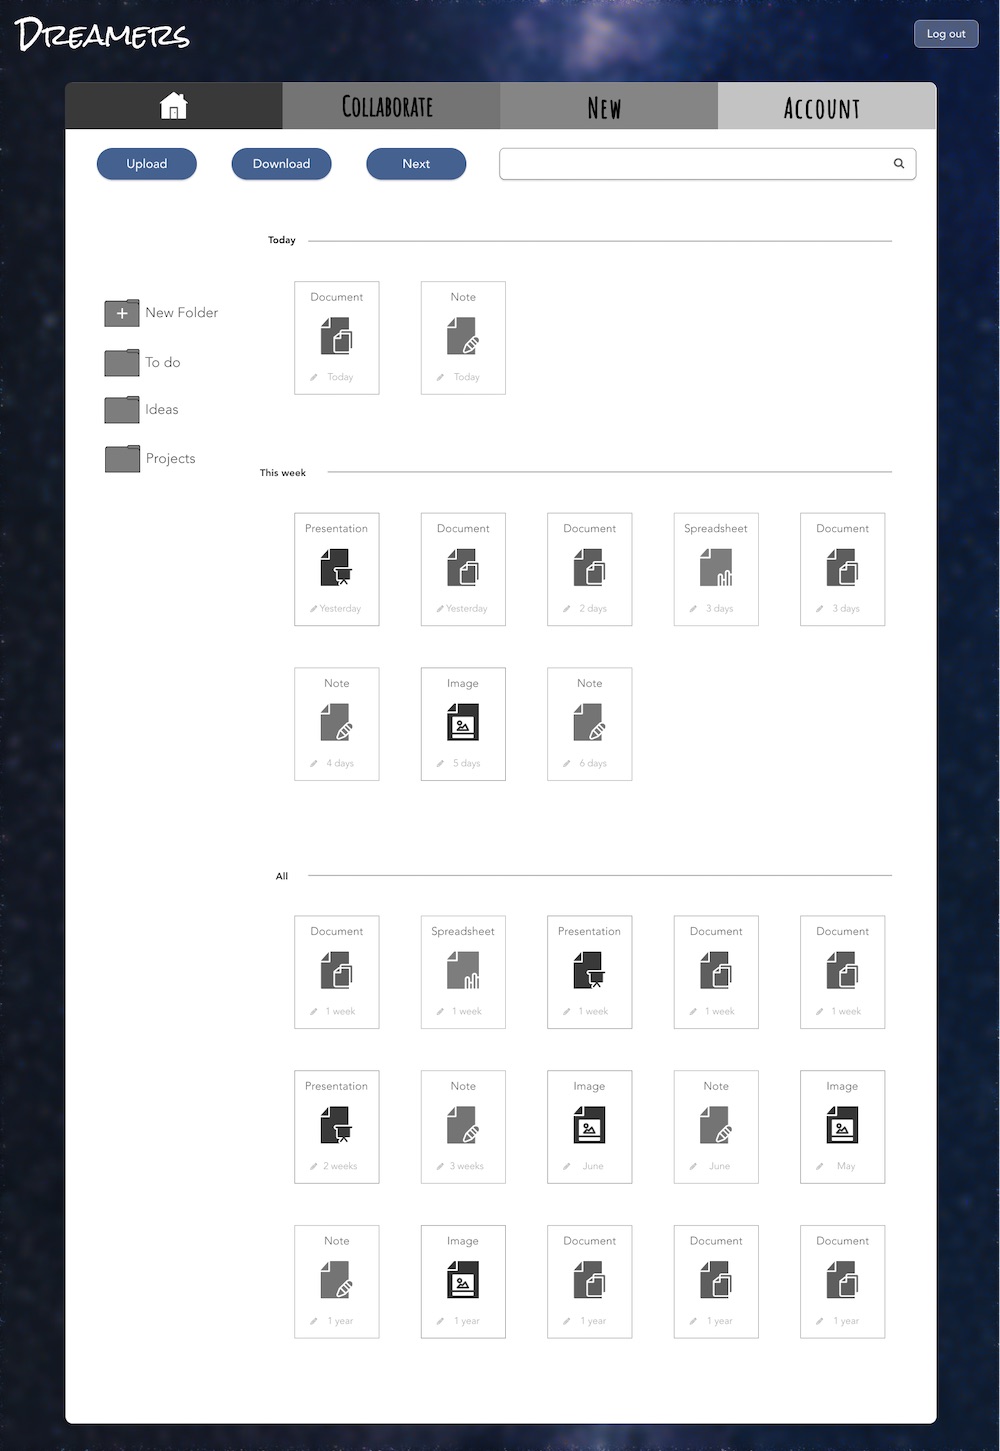 Dreamers
Log out
Collaborate
New
Account
Upload
Download
Next
Today
Document
Note
Today
Today
New Folder
To do
Ideas
Projects
This week
Presentation
Document
Document
Spreadsheet
Document
Yesterday
Yesterday
2 days
3 days
3 days
Note
Image
Note
4 days
5 days
6 days
All
Document
Spreadsheet
Presentation
Document
Document
1 week
1 week
1 week
1 week
1 week
Presentation
Note
Image
Note
Image
2 weeks
3 weeks
June
June
May
Note
Image
Document
Document
Document
1 year
1 year
1 year
1 year
1 year